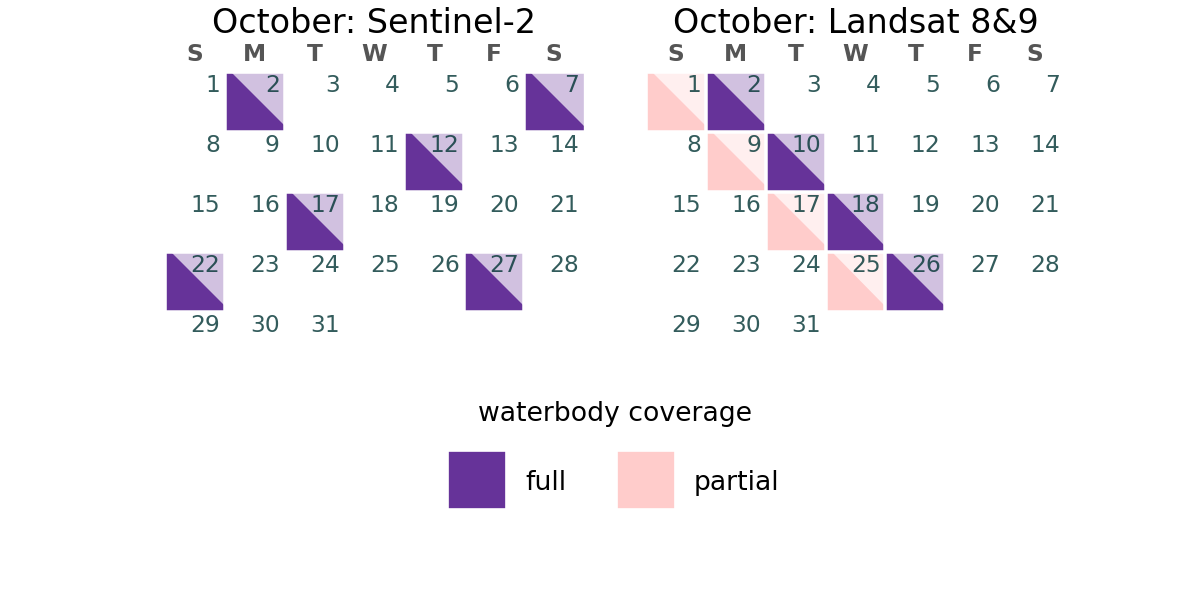 October: Sentinel-2
S M T W T F S
1 2 3 4 5 6 7
8 9 10 11 12 13 14
15 16 17 18 19 20 21
22 23 24 25 26 27 28
29 30 31
October: Landsat 8&9
S M T W T F S
1 2 3 4 5 6 7
8 9 10 11 12 13 14
15 16 17 18 19 20 21
22 23 24 25 26 27 28
29 30 31
waterbody coverage
full partial